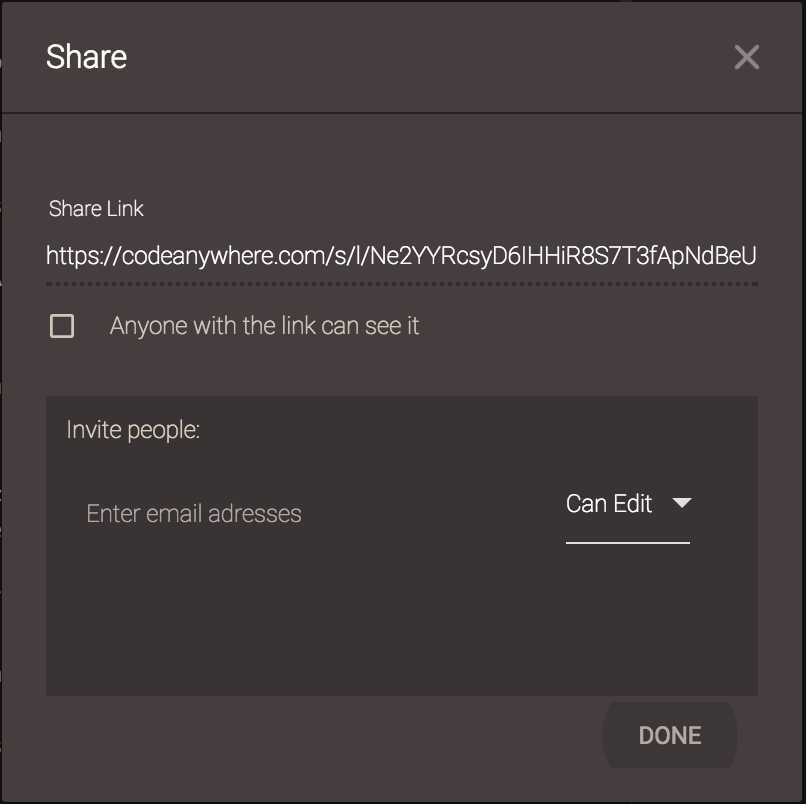 Share
Share Link
https://codeanywhere.com/s/l/Ne2YYRcsyD6IHHiR8S7T3fApNdBeU
Anyone with the link can see it
Invite people:
Enter email adresses
Can Edit
DONE